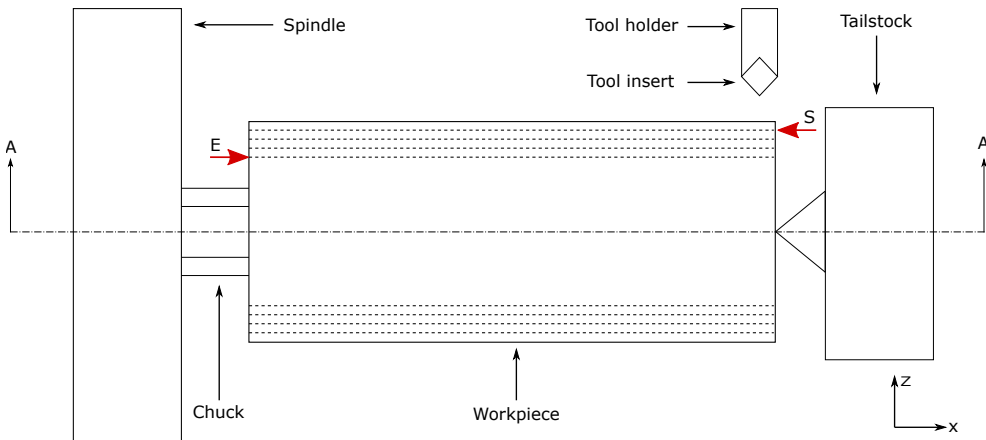 Spindle
Tool holder
Tailstock
Tool insert
S
E
A
A
Chuck
Workpiece
z
x